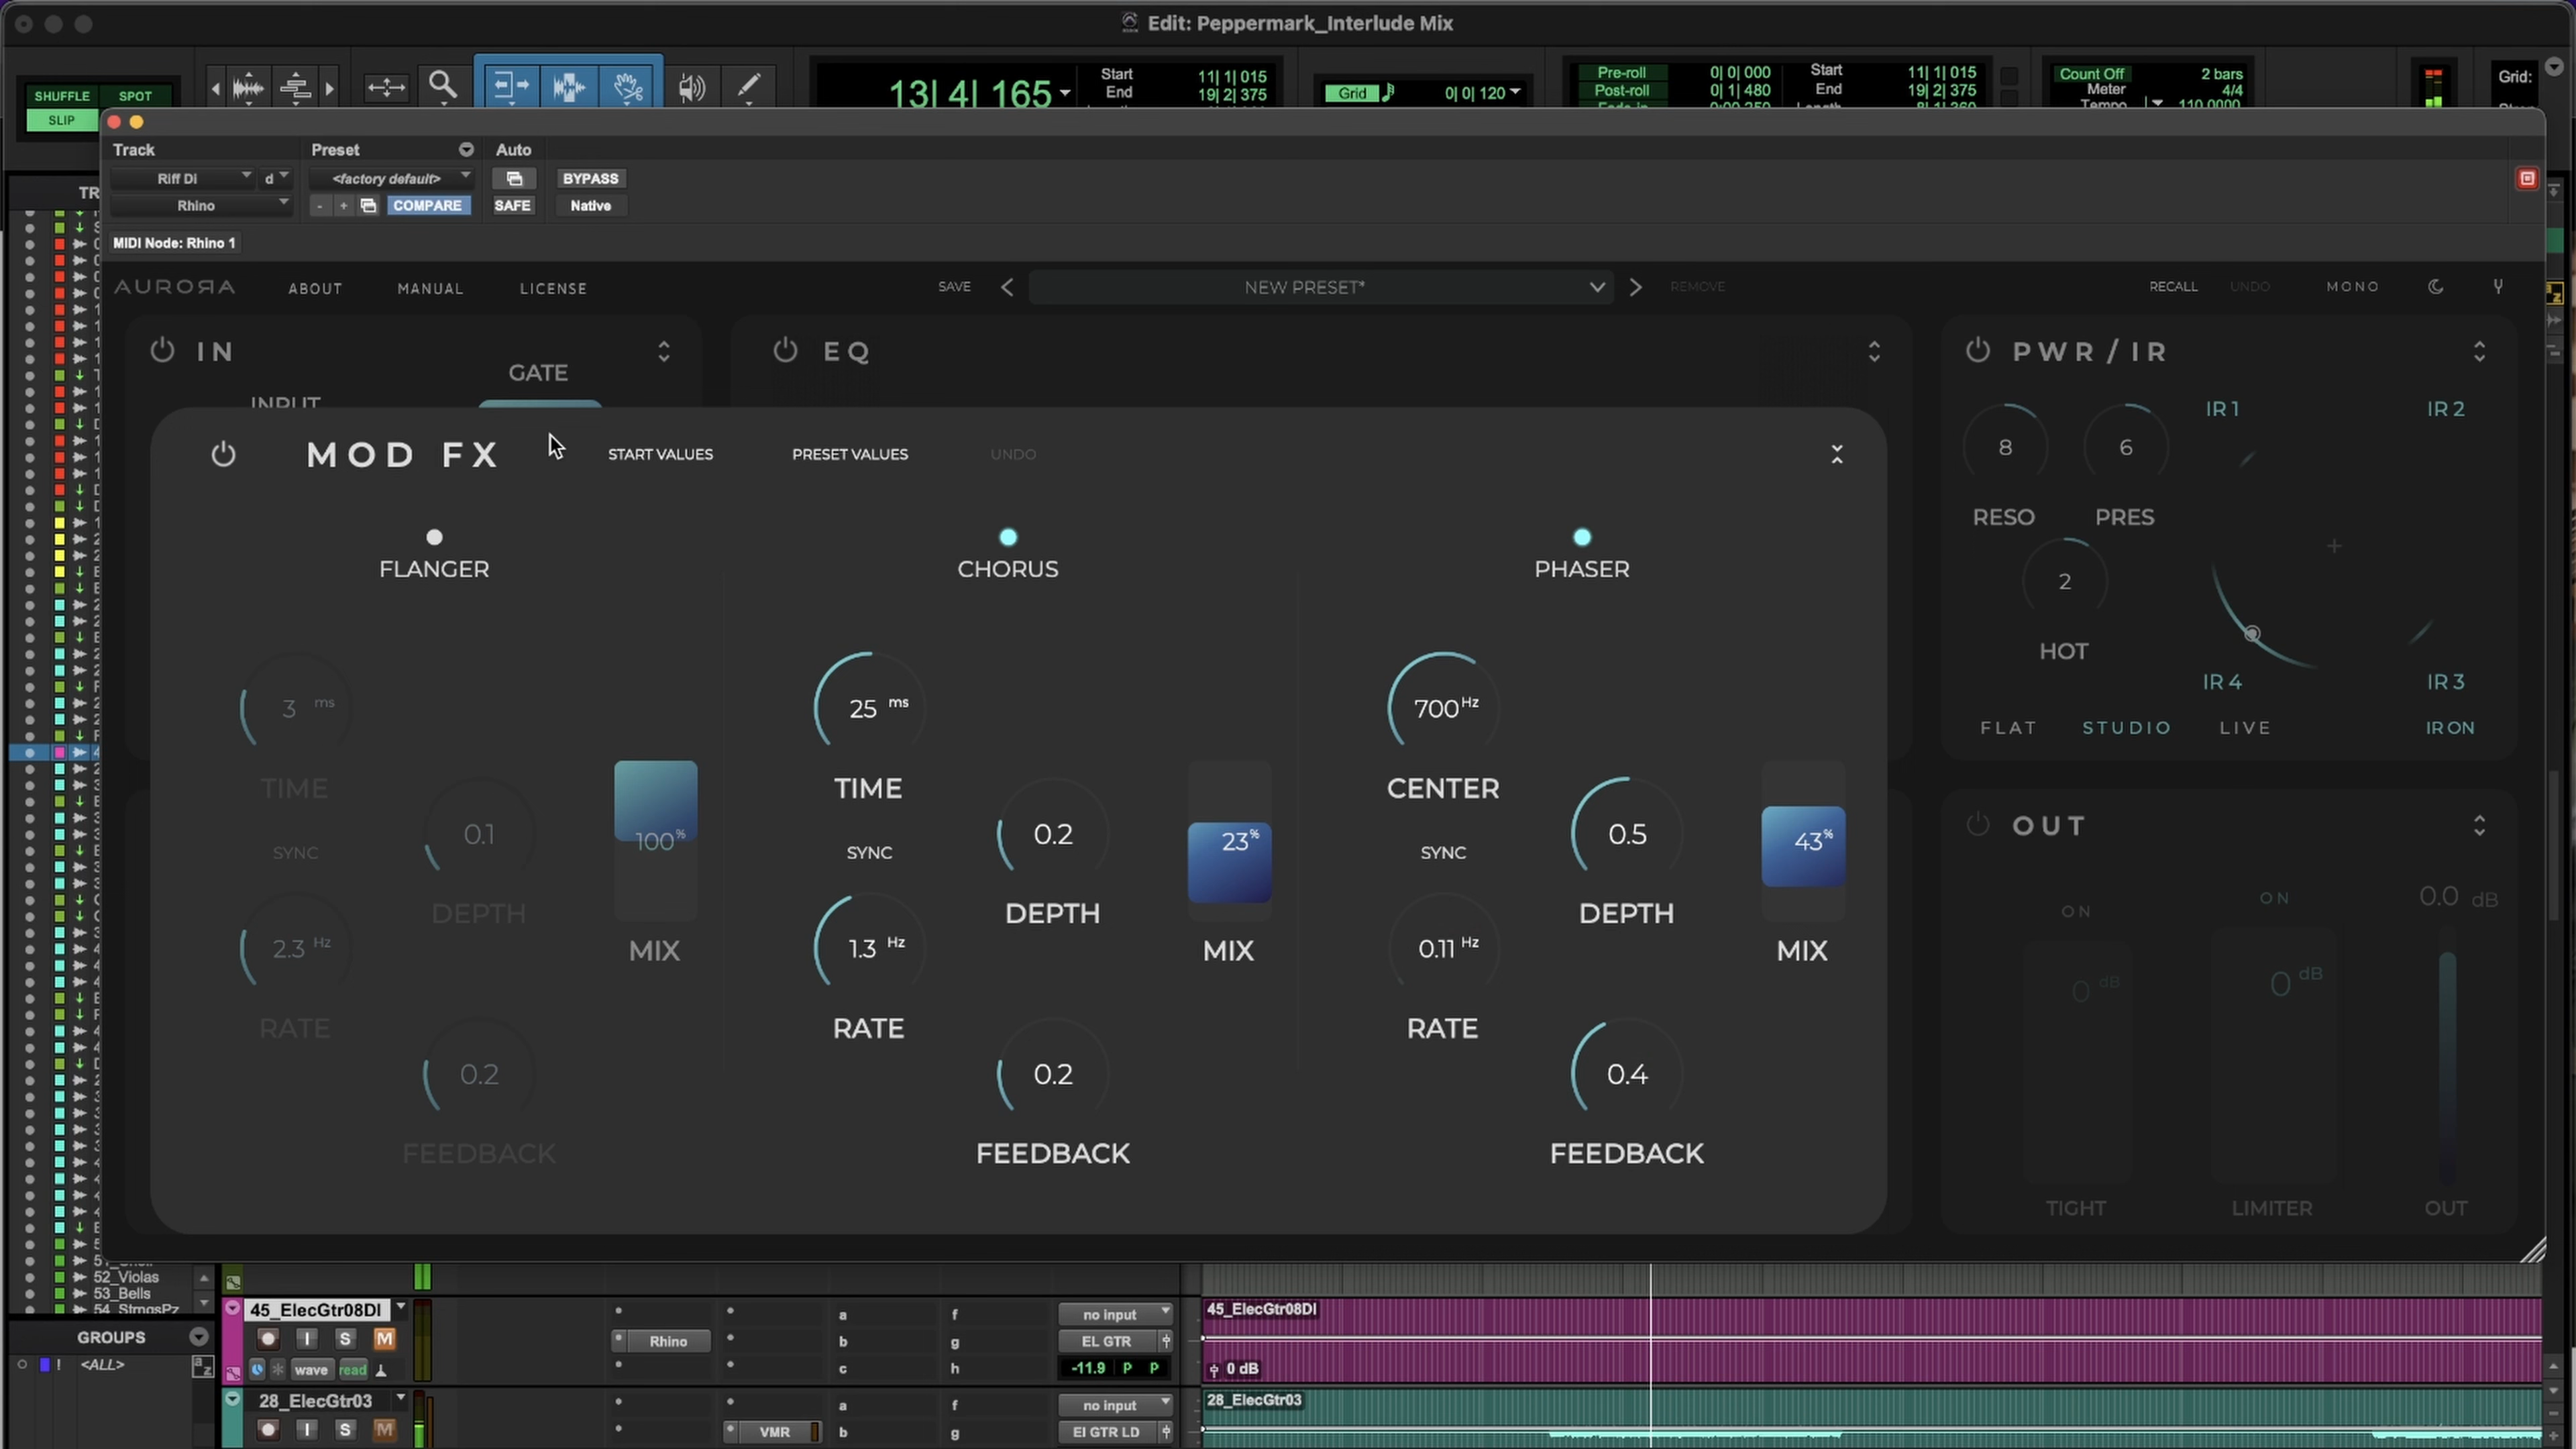 Edit: Peppermark_Interlude Mix
SHUFFLE SPOT
SLIP
13| 4| 165
Start 11| 1| 015
End 19| 2| 375
Grid 0| 0| 120
Pre-roll 0| 0| 000
Post-roll 0| 1| 480
Start 11| 1| 015
End 19| 2| 375
Count Off 2 bars
Meter 4/4
Tempo 110.0000
Grid:
Track Preset Auto
Riff DI d <factory default> BYPASS
Rhino - + COMPARE SAFE Native
MIDI Node: Rhino 1
AURORA ABOUT MANUAL LICENSE SAVE NEW PRESET* REMOVE RECALL UNDO MONO
IN GATE EQ PWR / IR
INPUT
IR 1 IR 2
8 6
RESO PRES
2
HOT
IR 4 IR 3
FLAT STUDIO LIVE IR ON
MOD FX START VALUES PRESET VALUES UNDO
FLANGER CHORUS PHASER
3 ms 25 ms 700 Hz
TIME TIME CENTER
0.1 100% 0.2 23% 0.5 43%
SYNC SYNC SYNC
DEPTH DEPTH DEPTH
2.3 Hz MIX 1.3 Hz MIX 0.11 Hz MIX
RATE RATE RATE
0.2 0.2 0.4
FEEDBACK FEEDBACK FEEDBACK
OUT
ON ON 0.0 dB
0 dB 0 dB
TIGHT LIMITER OUT
52_Violas
53_Bells
54_StrngsPz
GROUPS
! <ALL>
45_ElecGtr08DI
I S M
wave read
Rhino
a f
b g
c h
no input
EL GTR
-11.9 P P
45_ElecGtr08DI
0 dB
28_ElecGtr03
I S M
VMR
a f
b g
no input
El GTR LD
28_ElecGtr03